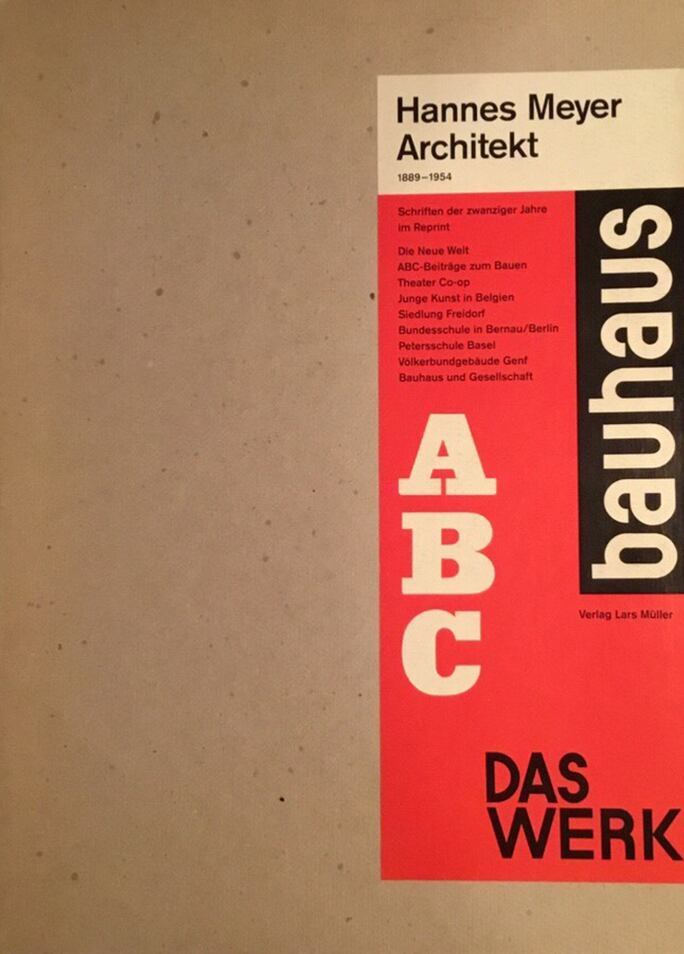 Hannes Meyer
Architekt
1889–1954
Schriften der zwanziger Jahre
im Reprint
Die Neue Welt
ABC-Beiträge zum Bauen
Theater Co-op
Junge Kunst in Belgien
Siedlung Freidorf
Bundesschule in Bernau/Berlin
Petersschule Basel
Völkerbundgebäude Genf
Bauhaus und Gesellschaft
bauhaus
A
B
C
Verlag Lars Müller
DAS
WERK